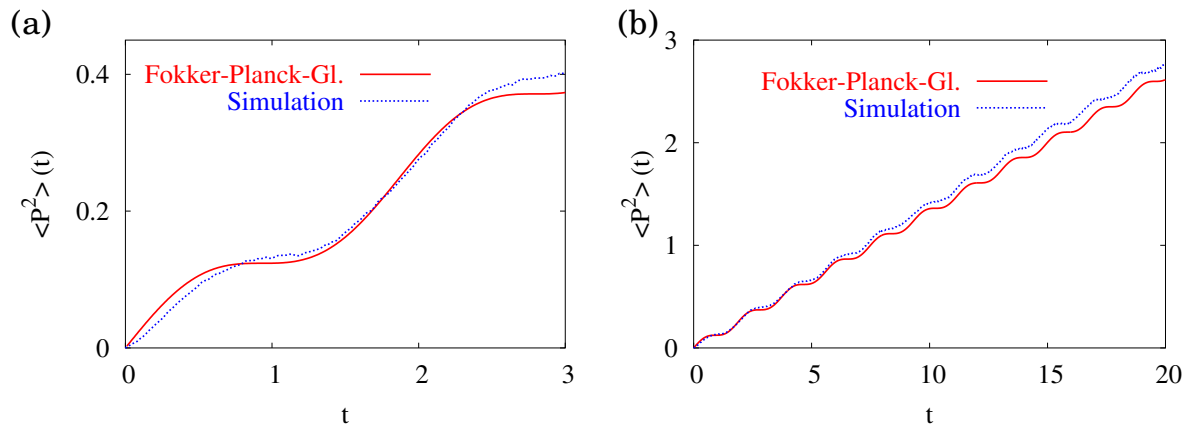 (a)
0.4
0.2
0
Fokker-Planck-Gl.
Simulation
<P²> (t)
0 1 2 3
t
(b)
3
2
1
0
Fokker-Planck-Gl.
Simulation
<P²> (t)
0 5 10 15 20
t